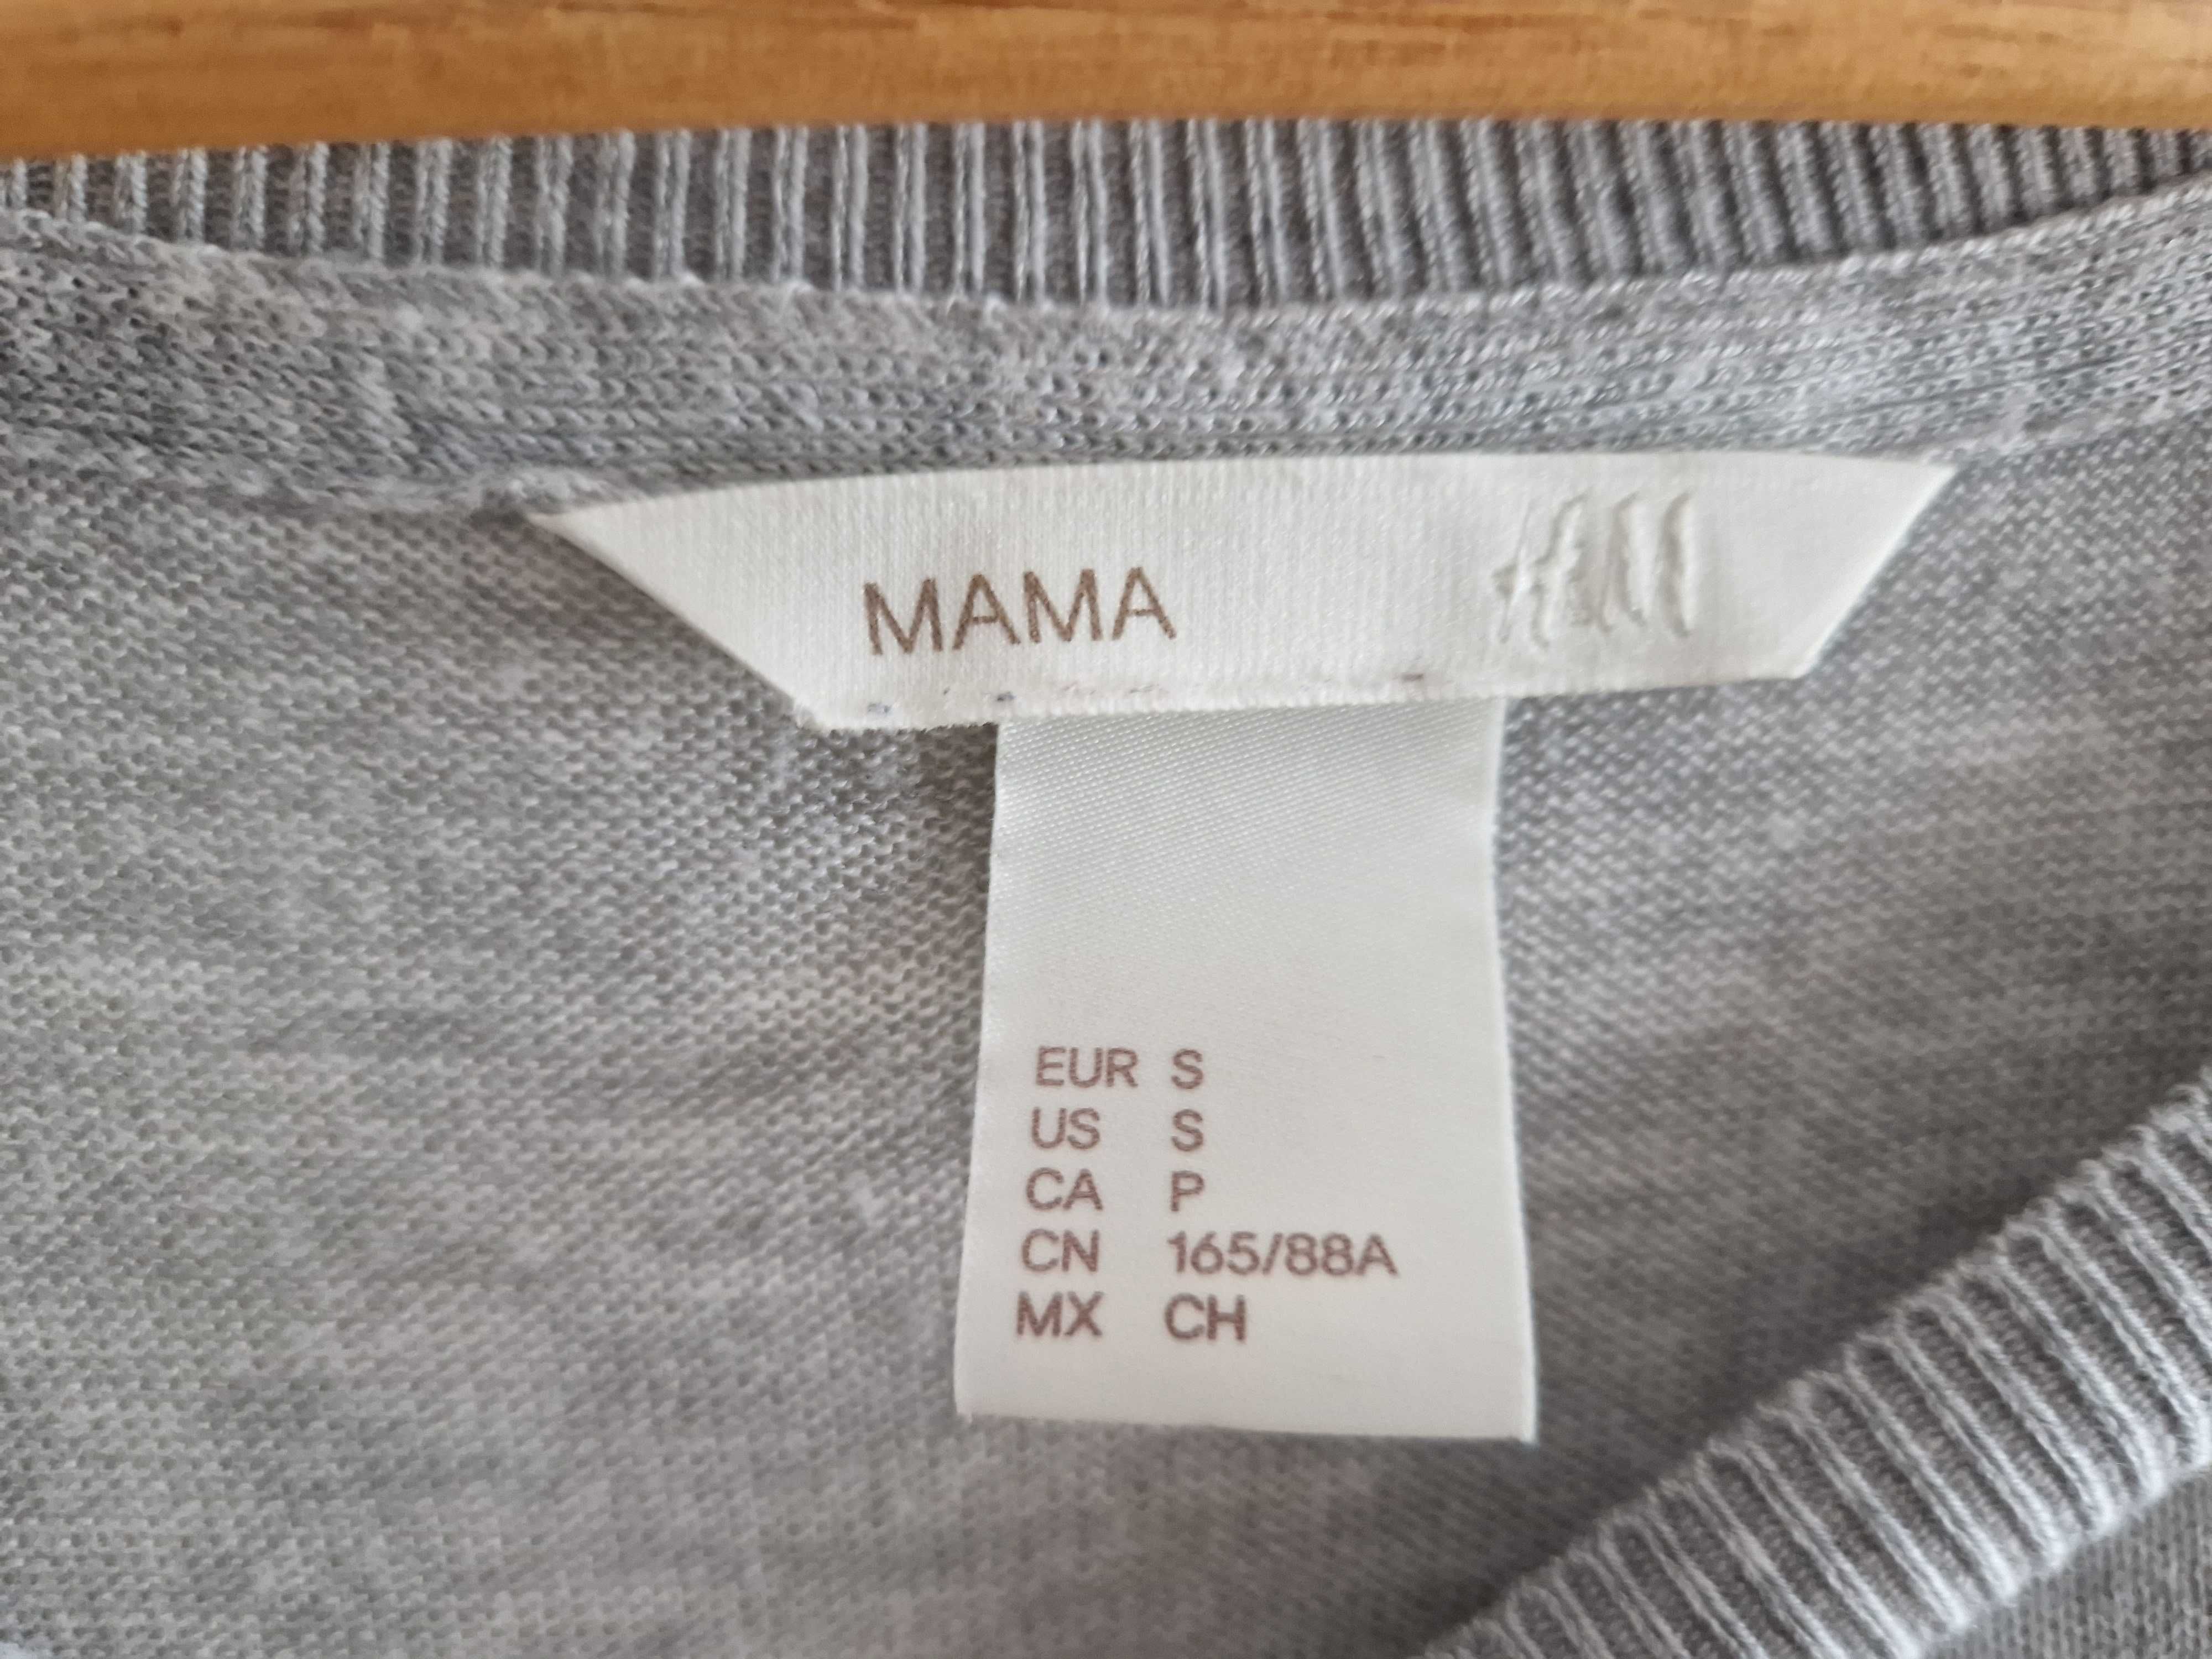 MAMA H&M
EUR S
US S
CA P
CN 165/88A
MX CH